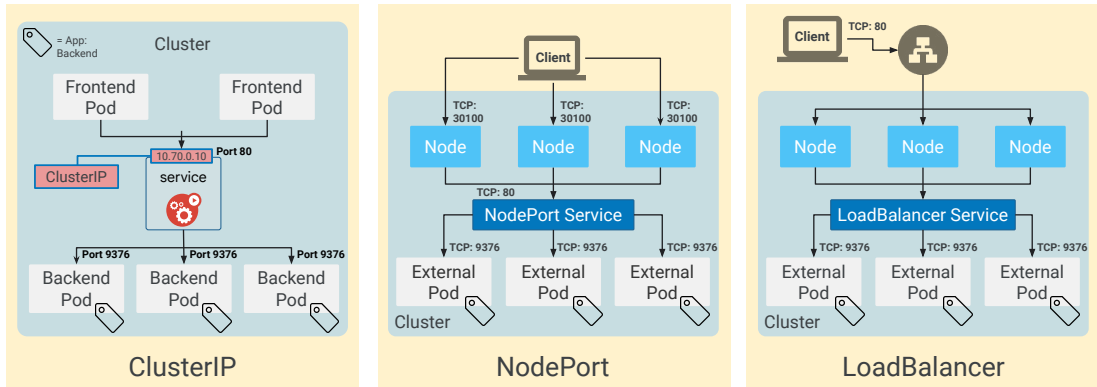 = App:
Backend
Cluster
Frontend
Pod
Frontend
Pod
10.70.0.10
Port 80
ClusterIP
service
Port 9376
Port 9376
Port 9376
Backend
Pod
Backend
Pod
Backend
Pod
ClusterIP
Client
TCP:
30100
TCP:
30100
TCP:
30100
Node
Node
Node
TCP: 80
NodePort Service
TCP: 9376
TCP: 9376
TCP: 9376
External
Pod
External
Pod
External
Pod
Cluster
NodePort
Client
TCP: 80
Node
Node
Node
LoadBalancer Service
TCP: 9376
TCP: 9376
TCP: 9376
External
Pod
External
Pod
External
Pod
Cluster
LoadBalancer